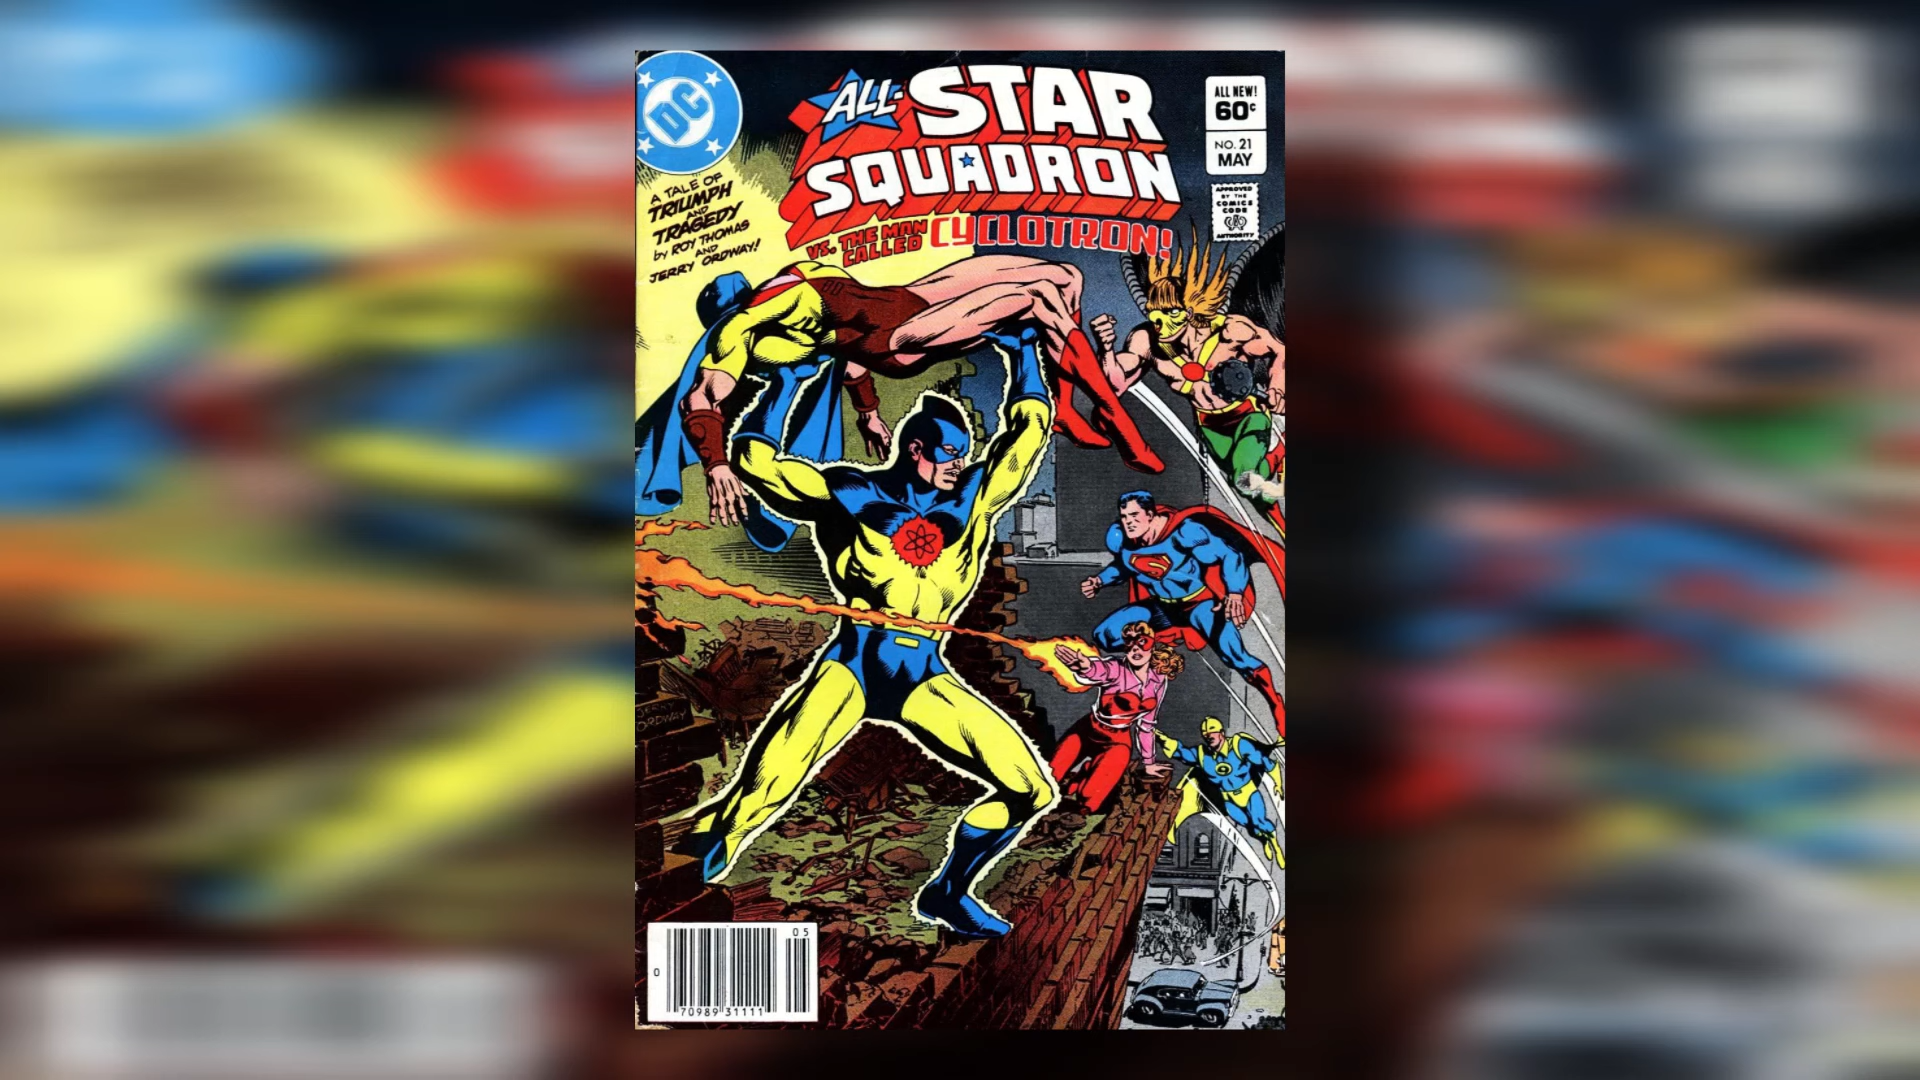 DC
ALL-STAR
SQUADRON
VS. THE MAN
CALLED
CYCLOTRON!
A TALE OF
TRIUMPH
AND
TRAGEDY
by ROY THOMAS
AND
JERRY ORDWAY!
ALL NEW!
60¢
NO. 21
MAY
APPROVED
BY THE
COMICS
CODE
CA
AUTHORITY
S
JERRY
ORDWAY
05
0
70989 31111